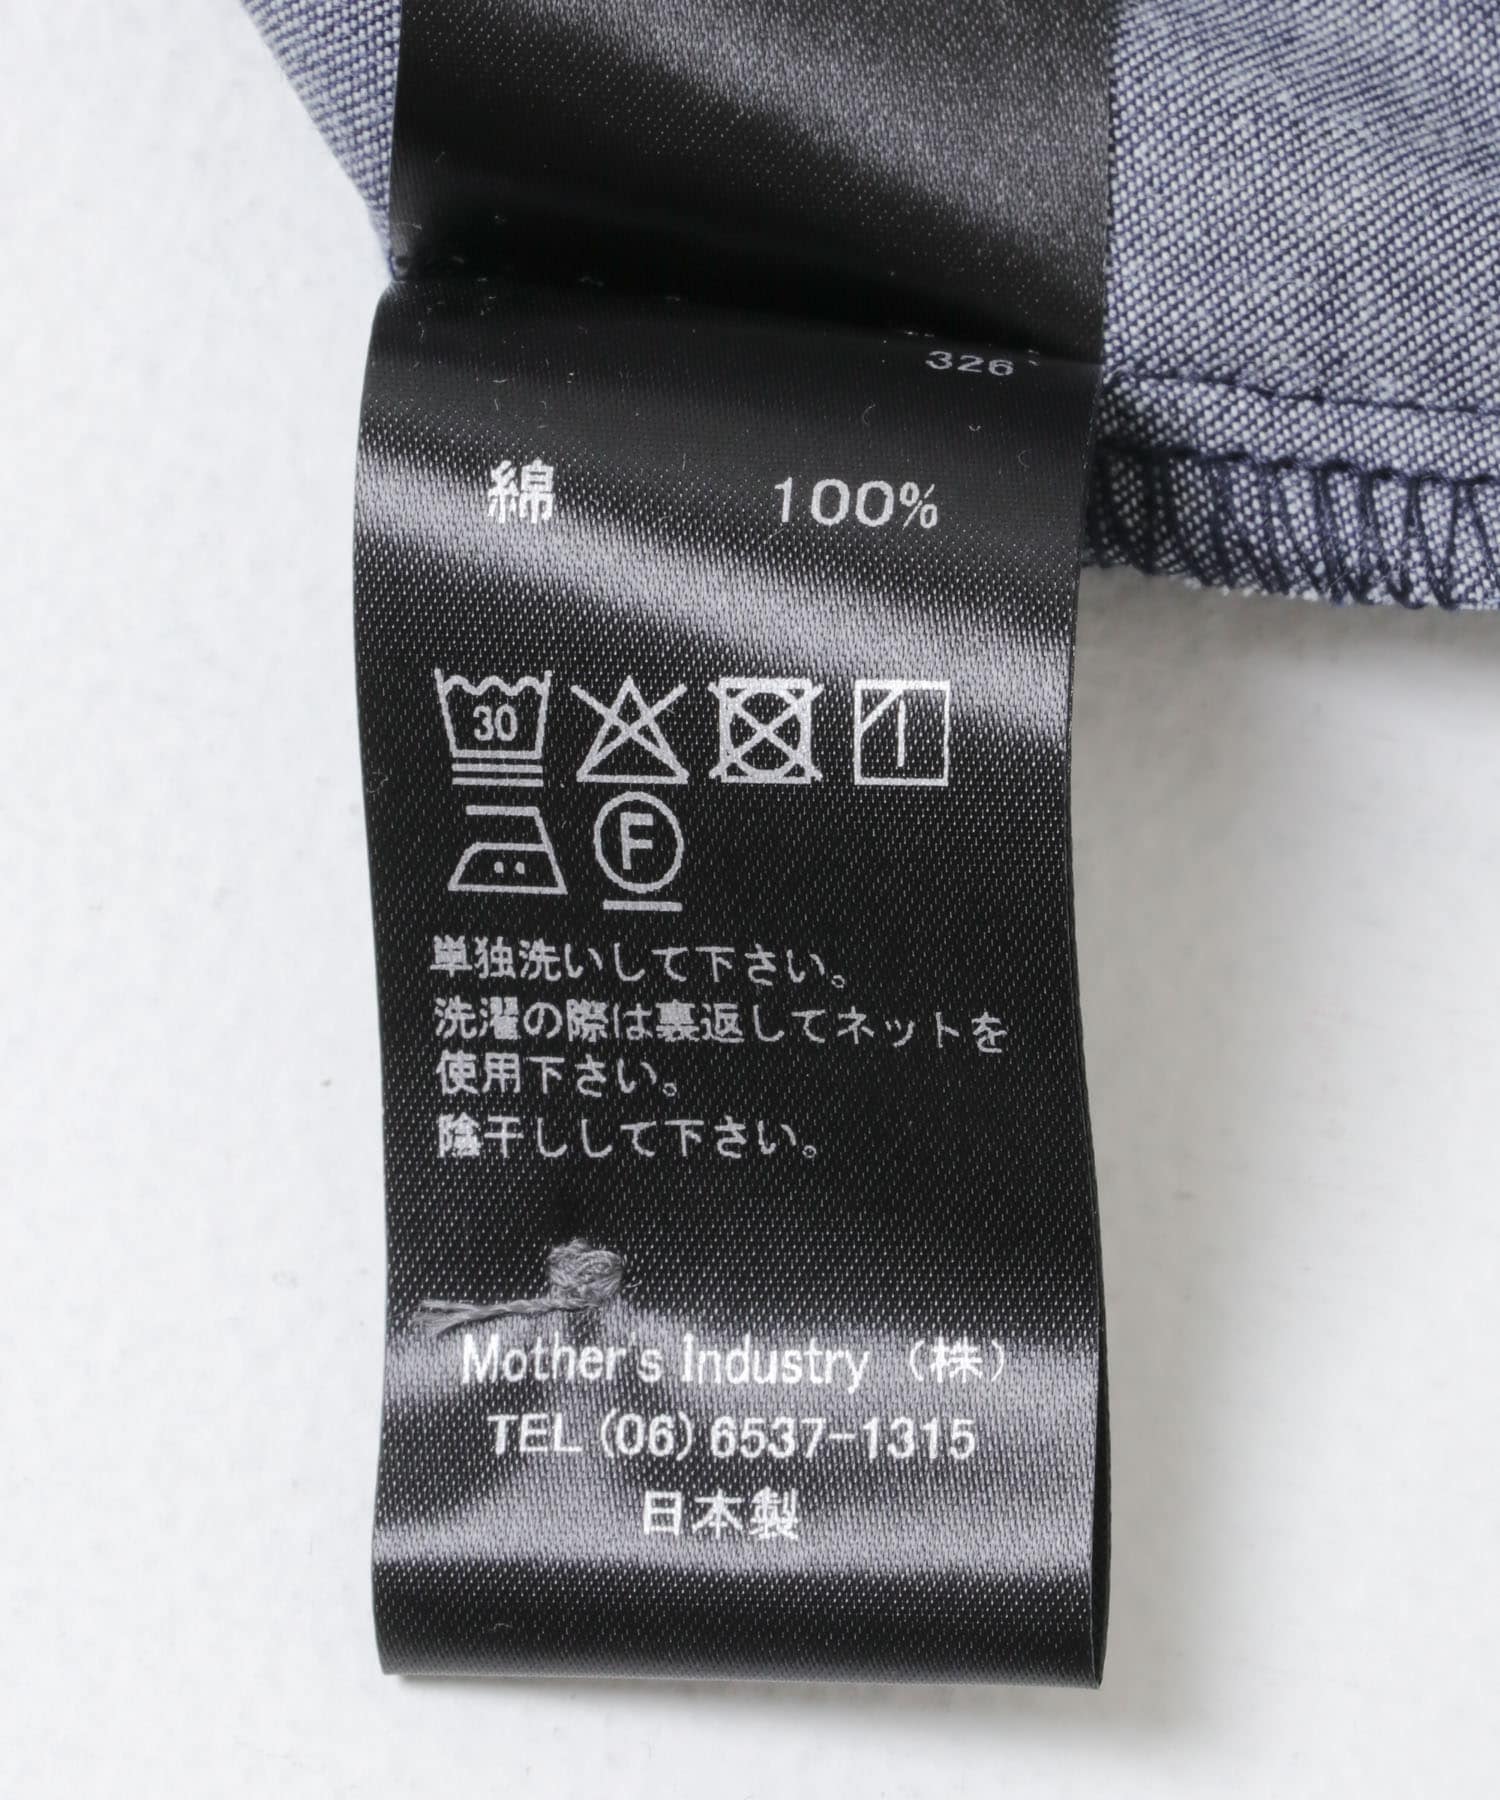 326
綿 100%
30
F
単独洗いして下さい。
洗濯の際は裏返してネットを
使用下さい。
陰干ししして下さい。
Mother's Industry (株)
TEL (06) 6537-1315
日本製